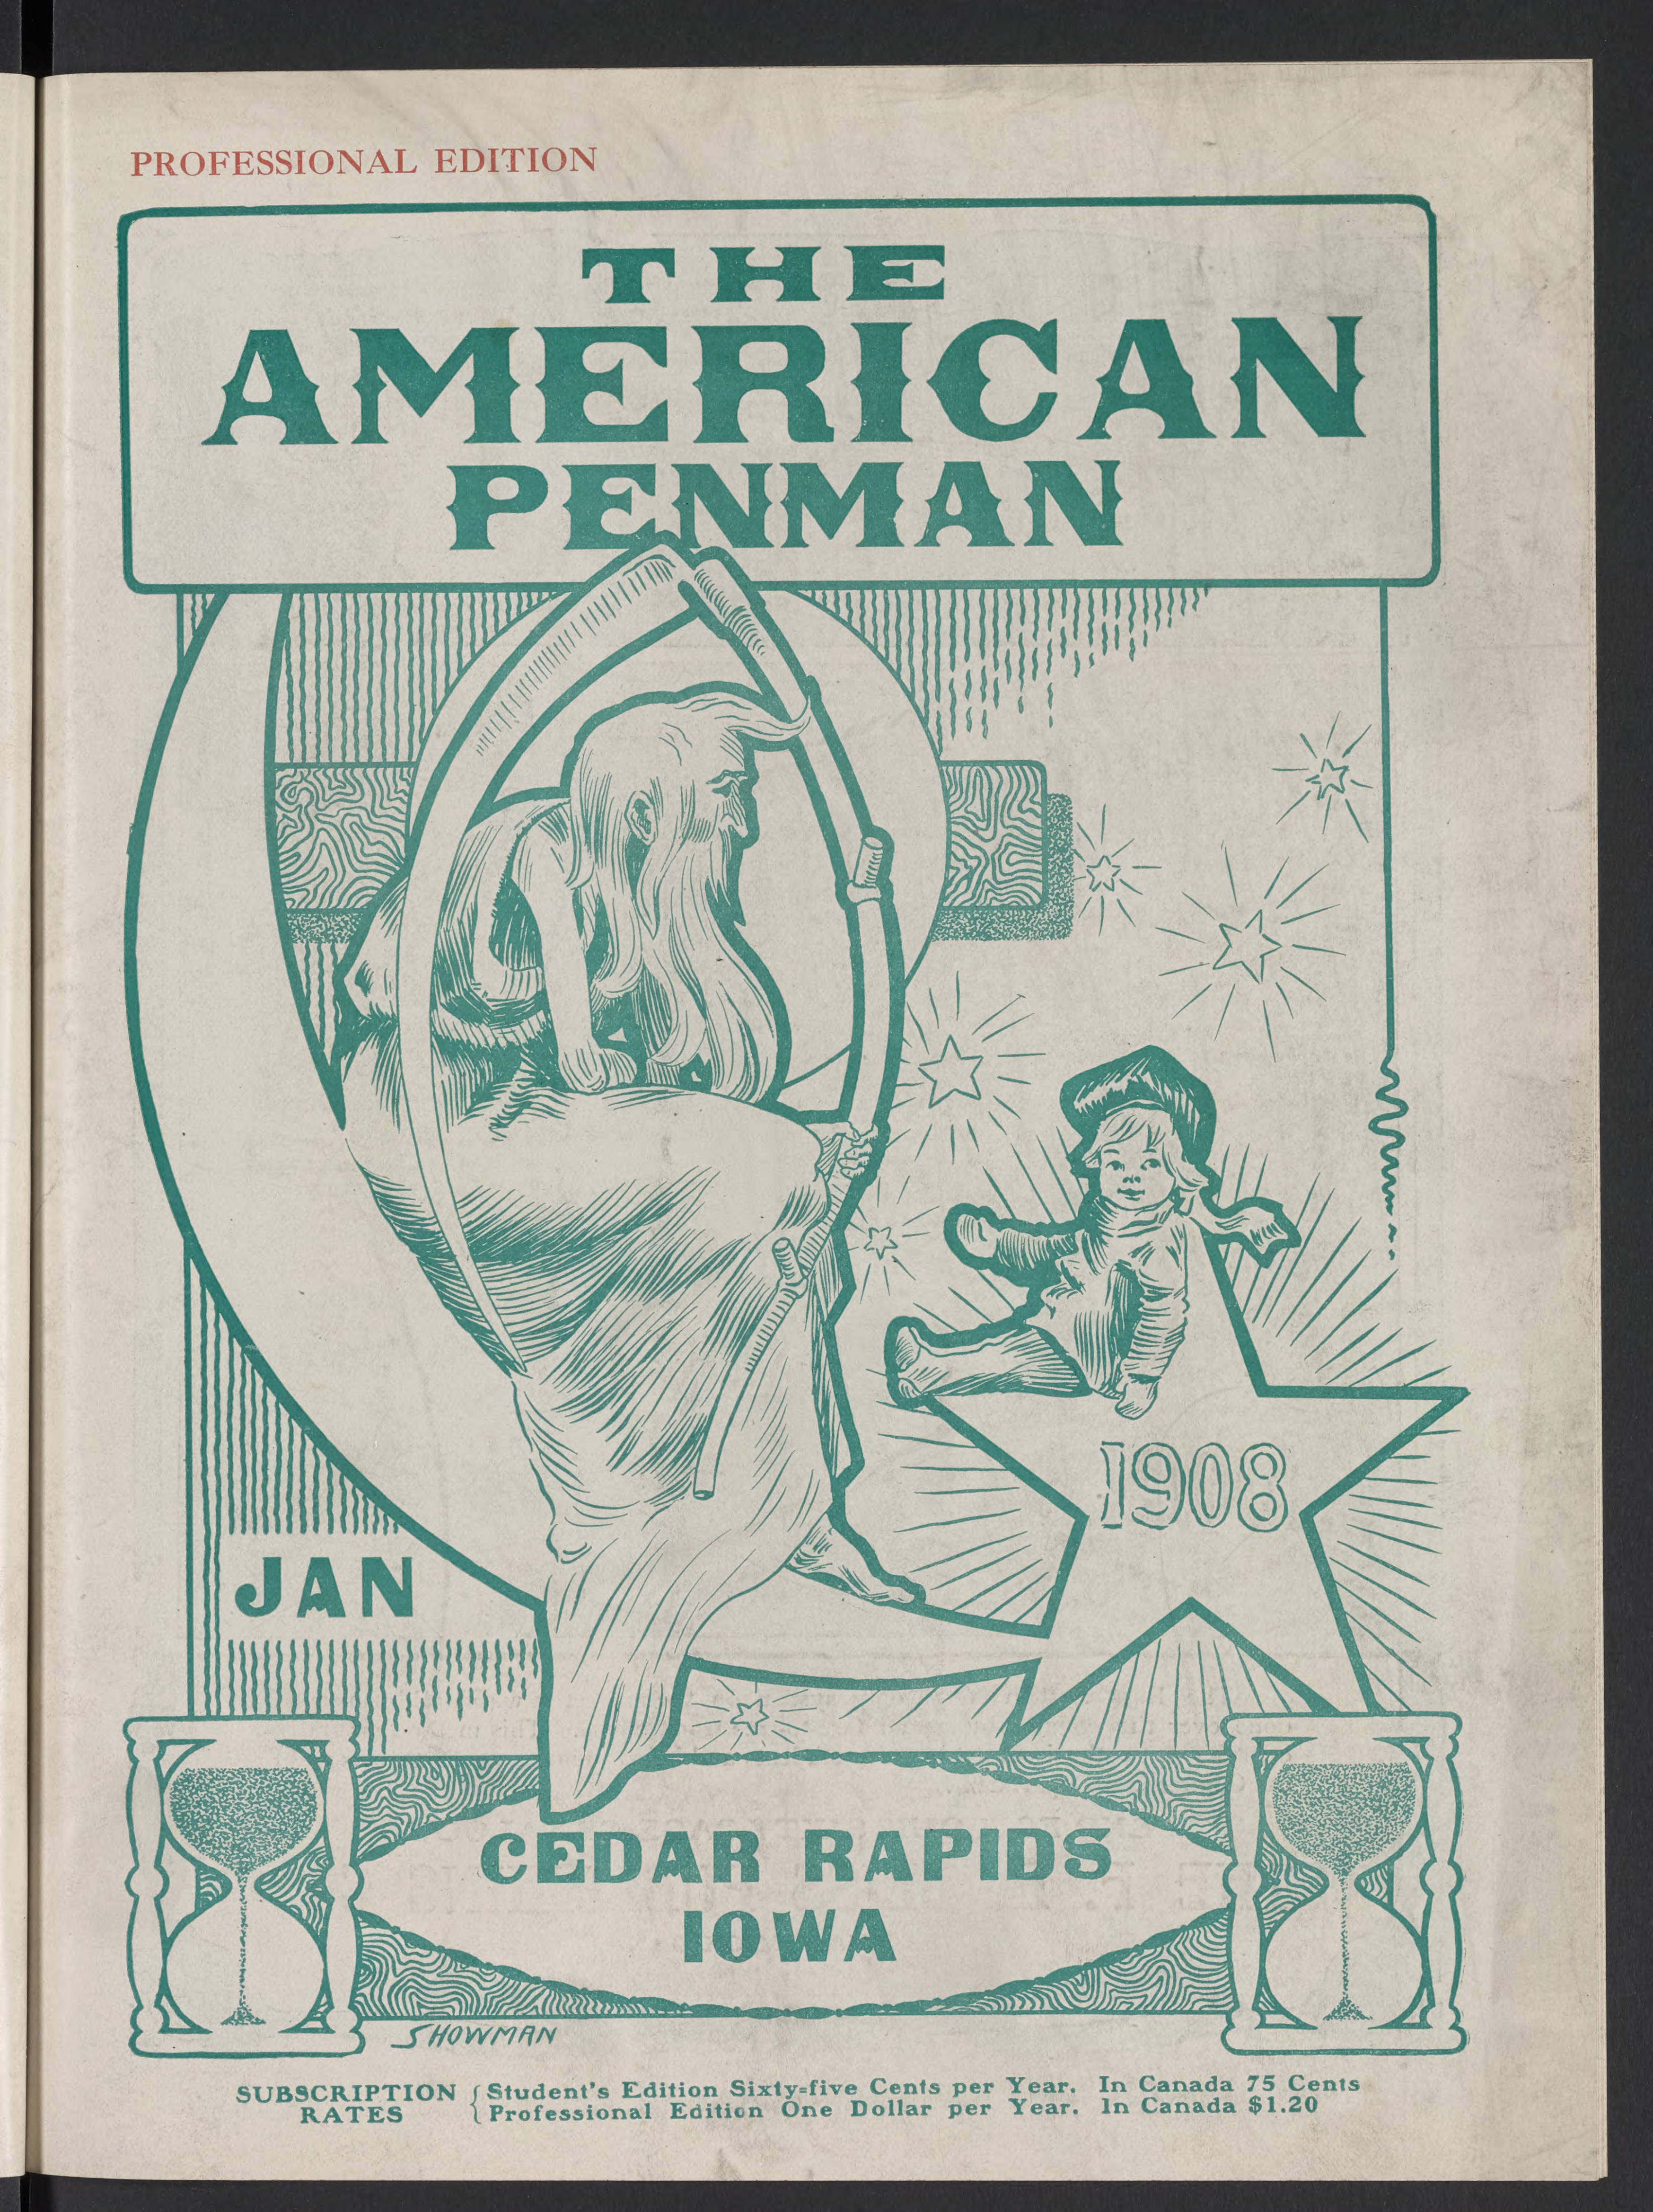 PROFESSIONAL EDITION
THE
AMERICAN
PENMAN
1908
JAN
CEDAR RAPIDS
IOWA
SHOWMAN
SUBSCRIPTION RATES { Student's Edition Sixty=five Cents per Year. In Canada 75 Cents
Professional Edition One Dollar per Year. In Canada $1.20